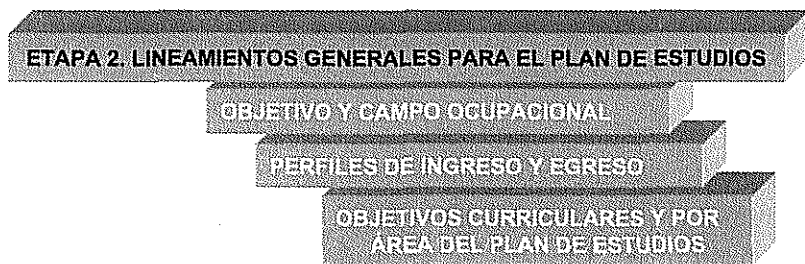 ETAPA 2. LINEAMIENTOS GENERALES PARA EL PLAN DE ESTUDIOS
OBJETIVO Y CAMPO OCUPACIONAL
PERFILES DE INGRESO Y EGRESO
OBJETIVOS CURRICULARES Y POR
ÁREA DEL PLAN DE ESTUDIOS